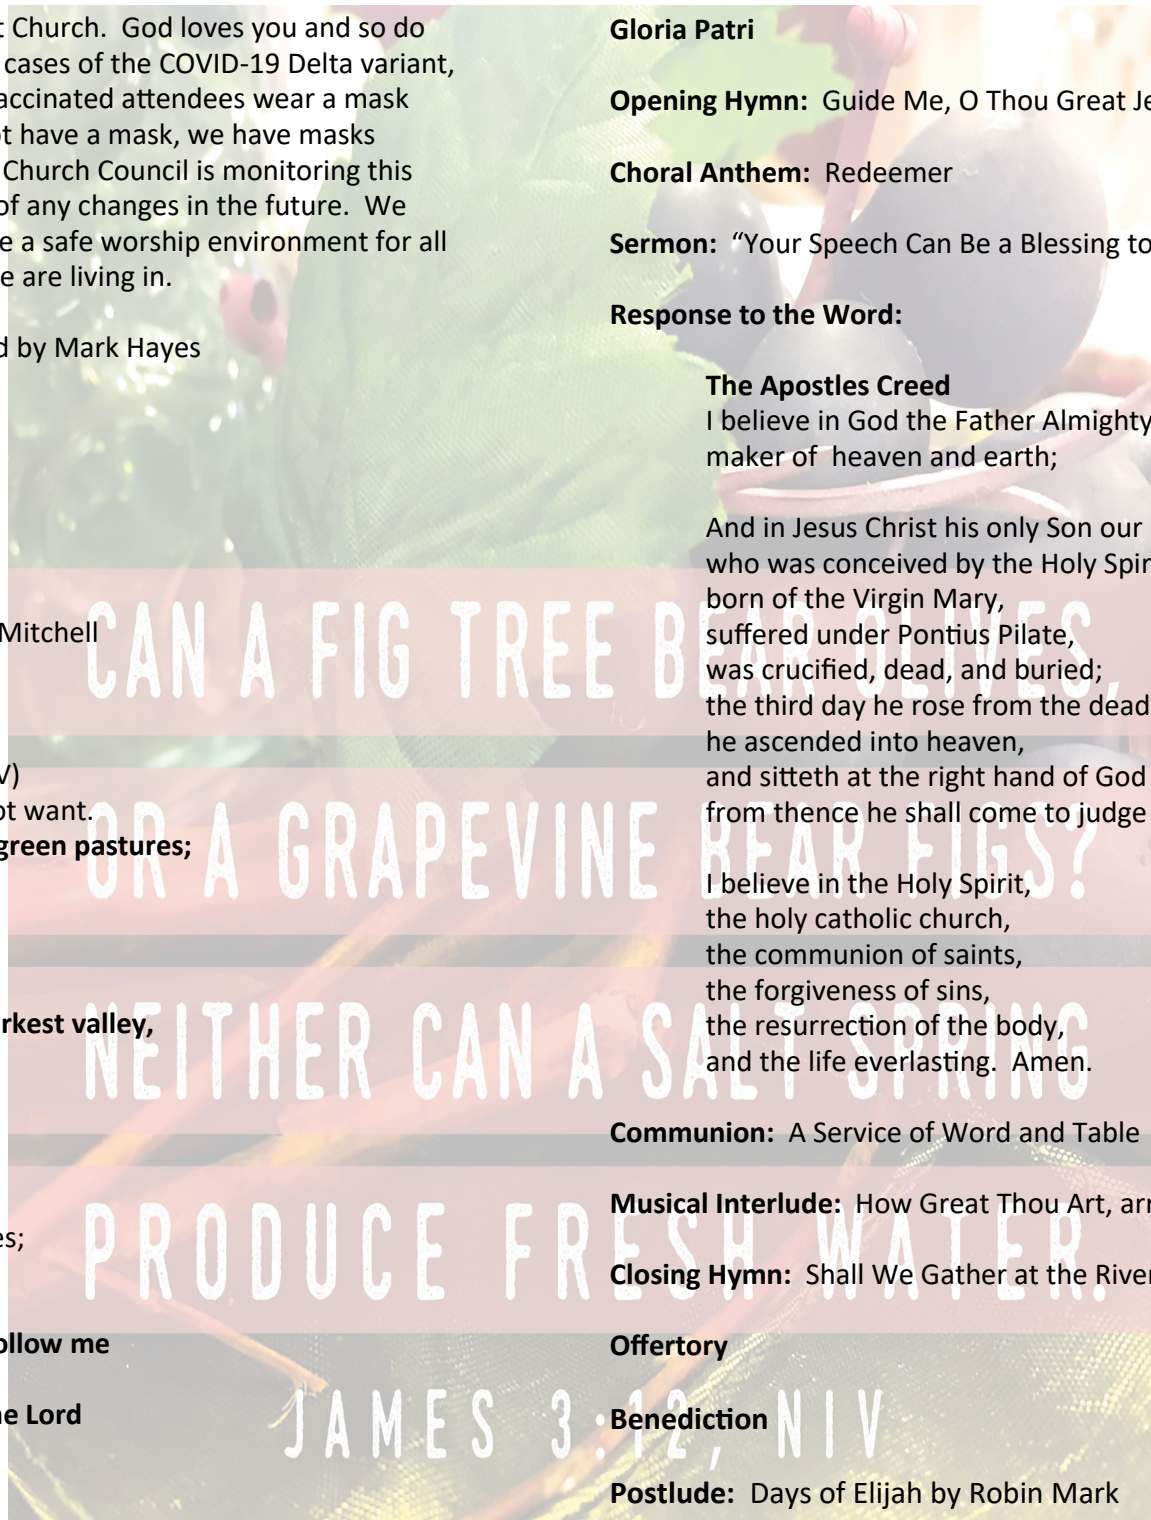 t Church.  God loves you and so do
cases of the COVID-19 Delta variant,
accinated attendees wear a mask
ot have a mask, we have masks
Church Council is monitoring this
of any changes in the future.  We
e a safe worship environment for all
e are living in.
d by Mark Hayes
Mitchell
V)
ot want.
green pastures;
rkest valley,
es;
ollow me
he Lord
Gloria Patri
Opening Hymn:  Guide Me, O Thou Great Je
Choral Anthem:  Redeemer
Sermon:  “Your Speech Can Be a Blessing to
Response to the Word:
The Apostles Creed
I believe in God the Father Almighty
maker of  heaven and earth;
And in Jesus Christ his only Son our
who was conceived by the Holy Spir
born of the Virgin Mary,
suffered under Pontius Pilate,
was crucified, dead, and buried;
the third day he rose from the dead
he ascended into heaven,
and sitteth at the right hand of God
from thence he shall come to judge
I believe in the Holy Spirit,
the holy catholic church,
the communion of saints,
the forgiveness of sins,
the resurrection of the body,
and the life everlasting.  Amen.
Communion:  A Service of Word and Table
Musical Interlude:  How Great Thou Art, arr
Closing Hymn:  Shall We Gather at the River
Offertory
Benediction
Postlude:  Days of Elijah by Robin Mark
CAN A FIG TREE BEAR OLIVES,
OR A GRAPEVINE BEAR FIGS?
NEITHER CAN A SALT SPRING
PRODUCE FRESH WATER.
JAMES 3:12, NIV